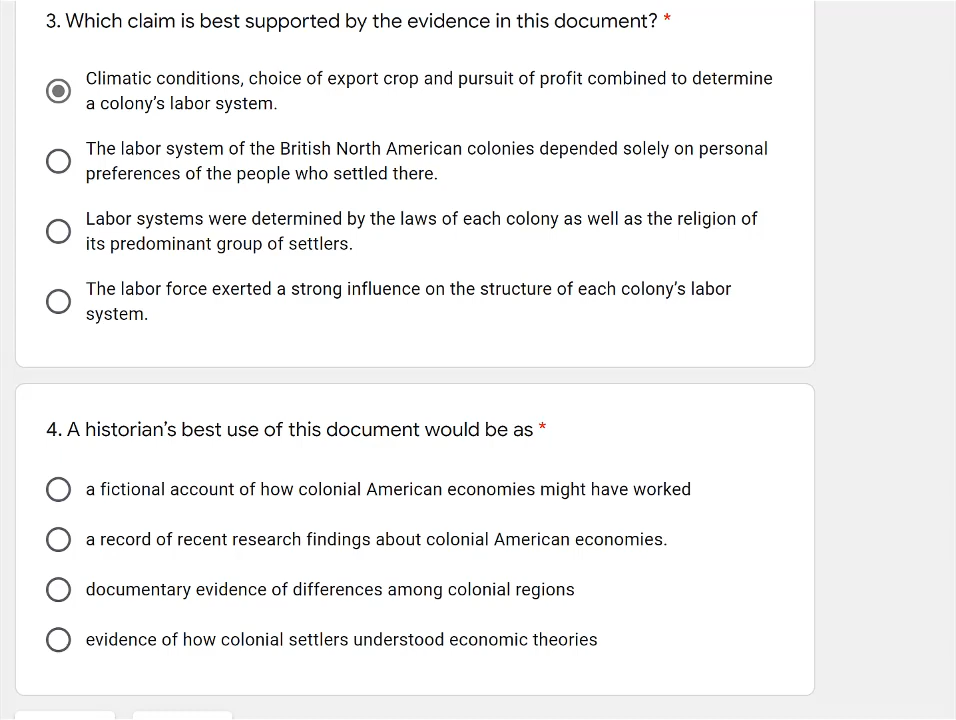 3. Which claim is best supported by the evidence in this document? *
Climatic conditions, choice of export crop and pursuit of profit combined to determine
a colony’s labor system.
The labor system of the British North American colonies depended solely on personal
preferences of the people who settled there.
Labor systems were determined by the laws of each colony as well as the religion of
its predominant group of settlers.
The labor force exerted a strong influence on the structure of each colony’s labor
system.
4. A historian’s best use of this document would be as *
a fictional account of how colonial American economies might have worked
a record of recent research findings about colonial American economies.
documentary evidence of differences among colonial regions
evidence of how colonial settlers understood economic theories